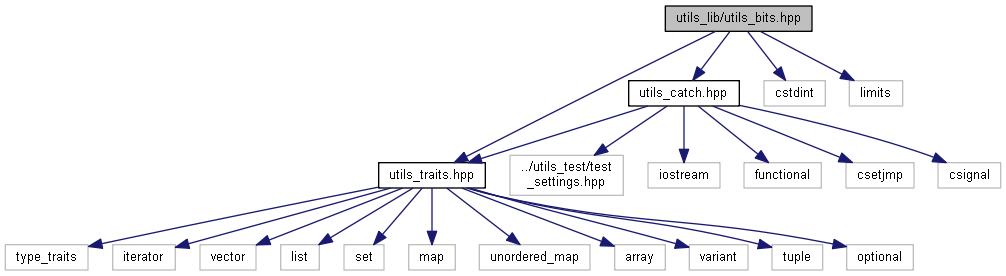 utils_lib/utils_bits.hpp
utils_catch.hpp
cstdint
limits
utils_traits.hpp
../utils_test/test
_settings.hpp
iostream
functional
csetjmp
csignal
type_traits
iterator
vector
list
set
map
unordered_map
array
variant
tuple
optional